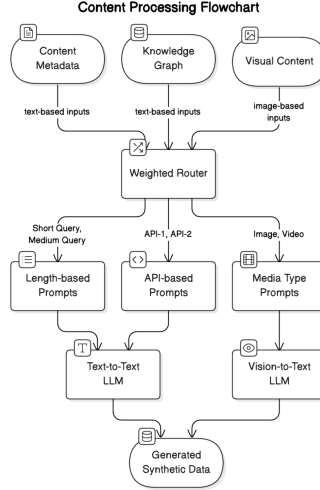 Content Processing Flowchart
Content
Metadata
Knowledge
Graph
Visual Content
text-based inputs
text-based inputs
image-based
inputs
Weighted Router
Short Query,
Medium Query
API-1, API-2
Image, Video
Length-based
Prompts
API-based
Prompts
Media Type
Prompts
T
Text-to-Text
LLM
Vision-to-Text
LLM
Generated
Synthetic Data